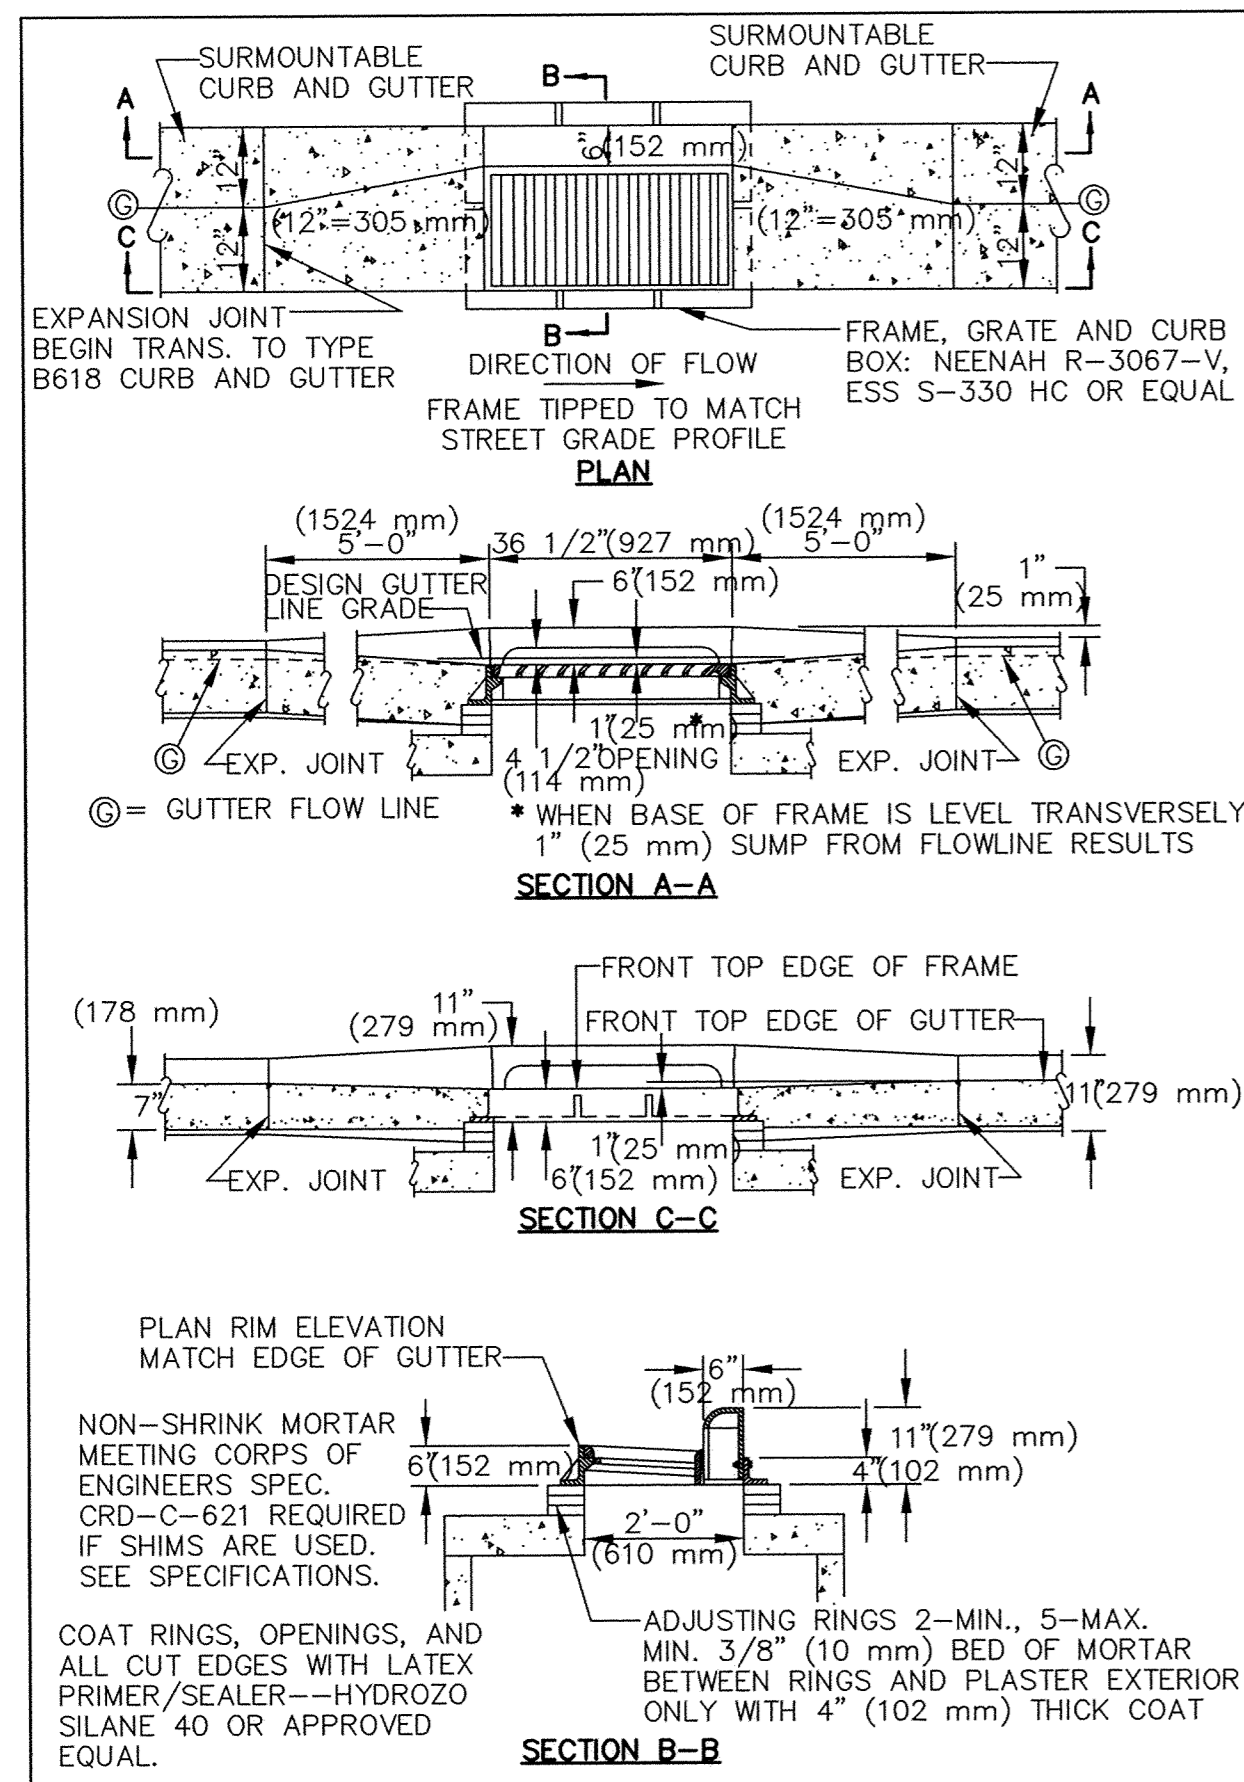 SURMOUNTABLE
CURB AND GUTTER
SURMOUNTABLE
CURB AND GUTTER
B
A
A
6"(152 mm)
12"
12"
G
G
(12"=305 mm)
(12"=305 mm)
C
C
12"
12"
EXPANSION JOINT
BEGIN TRANS. TO TYPE
B618 CURB AND GUTTER
B
DIRECTION OF FLOW
FRAME TIPPED TO MATCH
STREET GRADE PROFILE
FRAME, GRATE AND CURB
BOX: NEENAH R-3067-V,
ESS S-330 HC OR EQUAL
PLAN
(1524 mm)
5'-0"
36 1/2"(927 mm)
(1524 mm)
5'-0"
DESIGN GUTTER
LINE GRADE
6"(152 mm)
1"
(25 mm)
1"(25 mm) *
4 1/2"OPENING
(114 mm)
G
EXP. JOINT
EXP. JOINT
G
G = GUTTER FLOW LINE
* WHEN BASE OF FRAME IS LEVEL TRANSVERSELY
1" (25 mm) SUMP FROM FLOWLINE RESULTS
SECTION A-A
FRONT TOP EDGE OF FRAME
(178 mm)
11"
(279 mm)
FRONT TOP EDGE OF GUTTER
7"
11"(279 mm)
1"(25 mm)
6"(152 mm)
EXP. JOINT
EXP. JOINT
SECTION C-C
PLAN RIM ELEVATION
MATCH EDGE OF GUTTER
6"
(152 mm)
NON-SHRINK MORTAR
MEETING CORPS OF
ENGINEERS SPEC.
CRD-C-621 REQUIRED
IF SHIMS ARE USED.
SEE SPECIFICATIONS.
6"(152 mm)
11"(279 mm)
4"(102 mm)
2'-0"
(610 mm)
COAT RINGS, OPENINGS, AND
ALL CUT EDGES WITH LATEX
PRIMER/SEALER--HYDROZO
SILANE 40 OR APPROVED
EQUAL.
ADJUSTING RINGS 2-MIN., 5-MAX.
MIN. 3/8" (10 mm) BED OF MORTAR
BETWEEN RINGS AND PLASTER EXTERIOR
ONLY WITH 4" (102 mm) THICK COAT
SECTION B-B